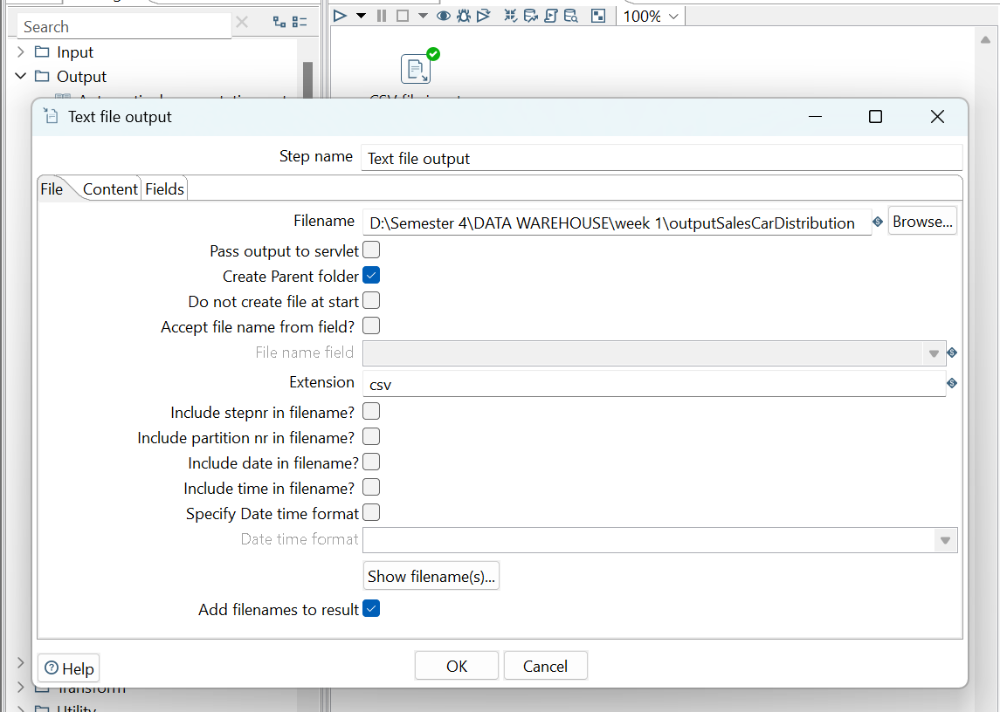 Search
100%
Input
Output
Text file output
Step name
Text file output
File
Content
Fields
Filename
D:\Semester 4\DATA WAREHOUSE\week 1\outputSalesCarDistribution
Browse...
Pass output to servlet
Create Parent folder
Do not create file at start
Accept file name from field?
File name field
Extension
csv
Include stepnr in filename?
Include partition nr in filename?
Include date in filename?
Include time in filename?
Specify Date time format
Date time format
Show filename(s)...
Add filenames to result
Help
OK
Cancel
Transform
Utility